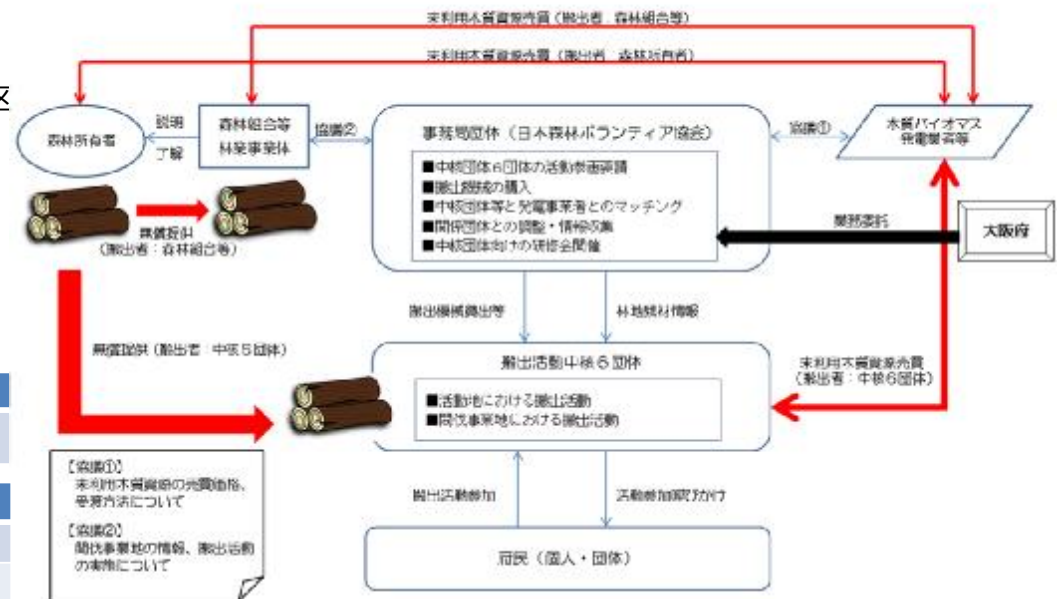 未利用木質資源売買（搬出者：森林組合等）
未利用木質資源売買（搬出者：森林所有者）
森林所有者
説明
了解
森林組合等
林業事業体
協議②
事務局団体（日本森林ボランティア協会）
■中核団体６団体の活動参画要請
■搬出機械の購入
■中核団体等と発電事業者とのマッチング
■関係団体との調整・情報収集
■中核団体向けの研修会開催
協議①
木質バイオマス
発電業者等
業務委託
大阪府
無償提供
（搬出者：森林組合等）
搬出機械貸出等
林地残材情報
無償提供（搬出者：中核５団体）
搬出活動中核６団体
■活動地における搬出活動
■間伐事業地における搬出活動
未利用木質資源売買
（搬出者：中核６団体）
【協議①】
未利用木質資源の売買価格、
受渡方法について
【協議②】
間伐事業地の情報、搬出活動
の実施について
搬出活動参加
活動参加呼びかけ
府民（個人・団体）